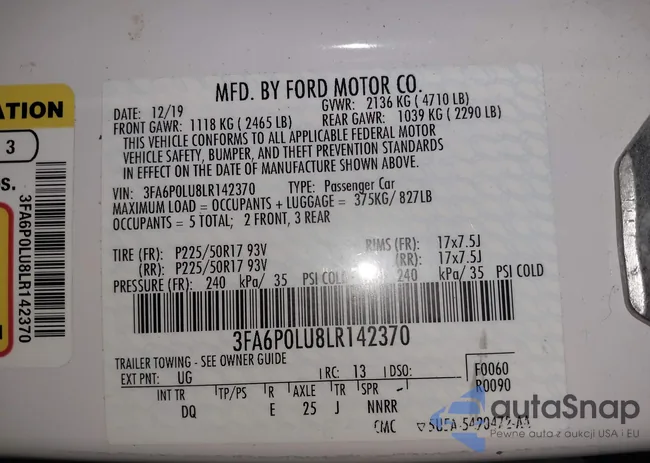 ATION
3
S.
3FA6P0LU8LR142370
MFD. BY FORD MOTOR CO.
DATE: 12/19 GVWR: 2136 KG ( 4710 LB)
FRONT GAWR: 1118 KG ( 2465 LB) REAR GAWR: 1039 KG ( 2290 LB)
THIS VEHICLE CONFORMS TO ALL APPLICABLE FEDERAL MOTOR
VEHICLE SAFETY, BUMPER, AND THEFT PREVENTION STANDARDS
IN EFFECT ON THE DATE OF MANUFACTURE SHOWN ABOVE.
VIN: 3FA6P0LU8LR142370 TYPE: Passenger Car
MAXIMUM LOAD = OCCUPANTS + LUGGAGE = 375KG/ 827LB
OCCUPANTS = 5 TOTAL; 2 FRONT, 3 REAR
TIRE (FR): P225/50R17 93V RIMS (FR): 17x7.5J
(RR): P225/50R17 93V (RR): 17x7.5J
PRESSURE (FR): 240 kPa/ 35 PSI COLD (RR): 240 kPa/ 35 PSI COLD
3FA6P0LU8LR142370
TRAILER TOWING - SEE OWNER GUIDE
EXT PNT: UG RC: 13 DSO: F0060
R0090
INT TR TP/PS R AXLE TR SPR -
DQ E 25 J NNRR
CMC
autaSnap
Pewne auta z aukcji USA i EU